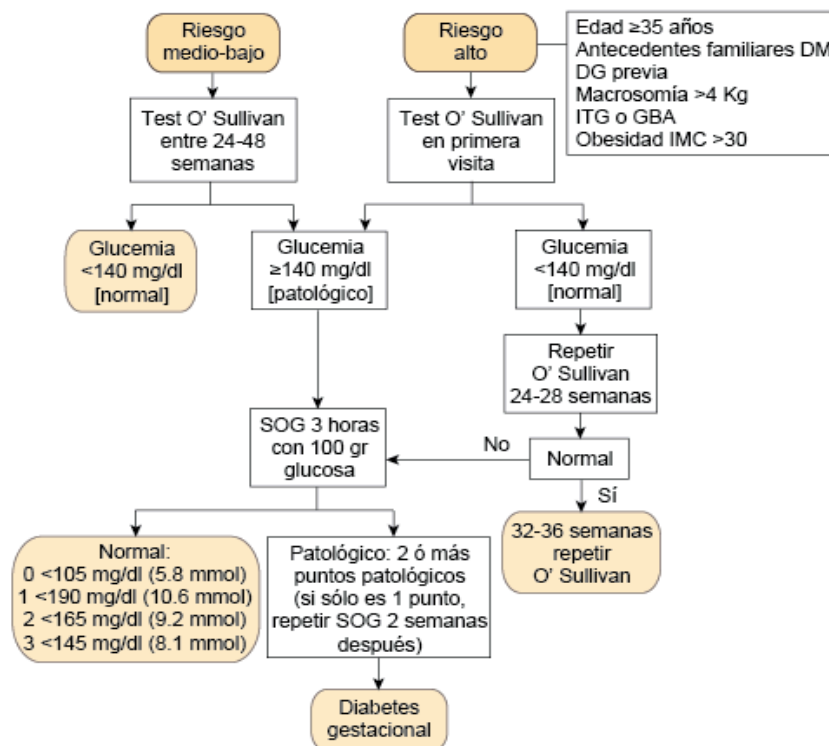 Riesgo
medio-bajo
Riesgo
alto
Edad ≥35 años
Antecedentes familiares DM
DG previa
Macrosomía >4 Kg
ITG o GBA
Obesidad IMC >30
Test O' Sullivan
entre 24-48
semanas
Test O' Sullivan
en primera
visita
Glucemia
<140 mg/dl
[normal]
Glucemia
≥140 mg/dl
[patológico]
Glucemia
<140 mg/dl
[normal]
Repetir
O' Sullivan
24-28 semanas
SOG 3 horas
con 100 gr
glucosa
No
Normal
Sí
32-36 semanas
repetir
O' Sullivan
Normal:
0 <105 mg/dl (5.8 mmol)
1 <190 mg/dl (10.6 mmol)
2 <165 mg/dl (9.2 mmol)
3 <145 mg/dl (8.1 mmol)
Patológico: 2 ó más
puntos patológicos
(si sólo es 1 punto,
repetir SOG 2 semanas
después)
Diabetes
gestacional